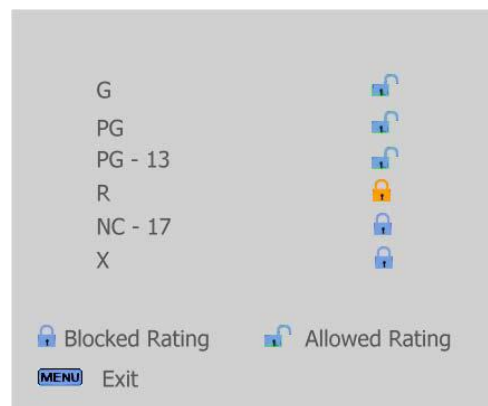 G
PG
PG - 13
R
NC - 17
X
Blocked Rating Allowed Rating
MENU Exit